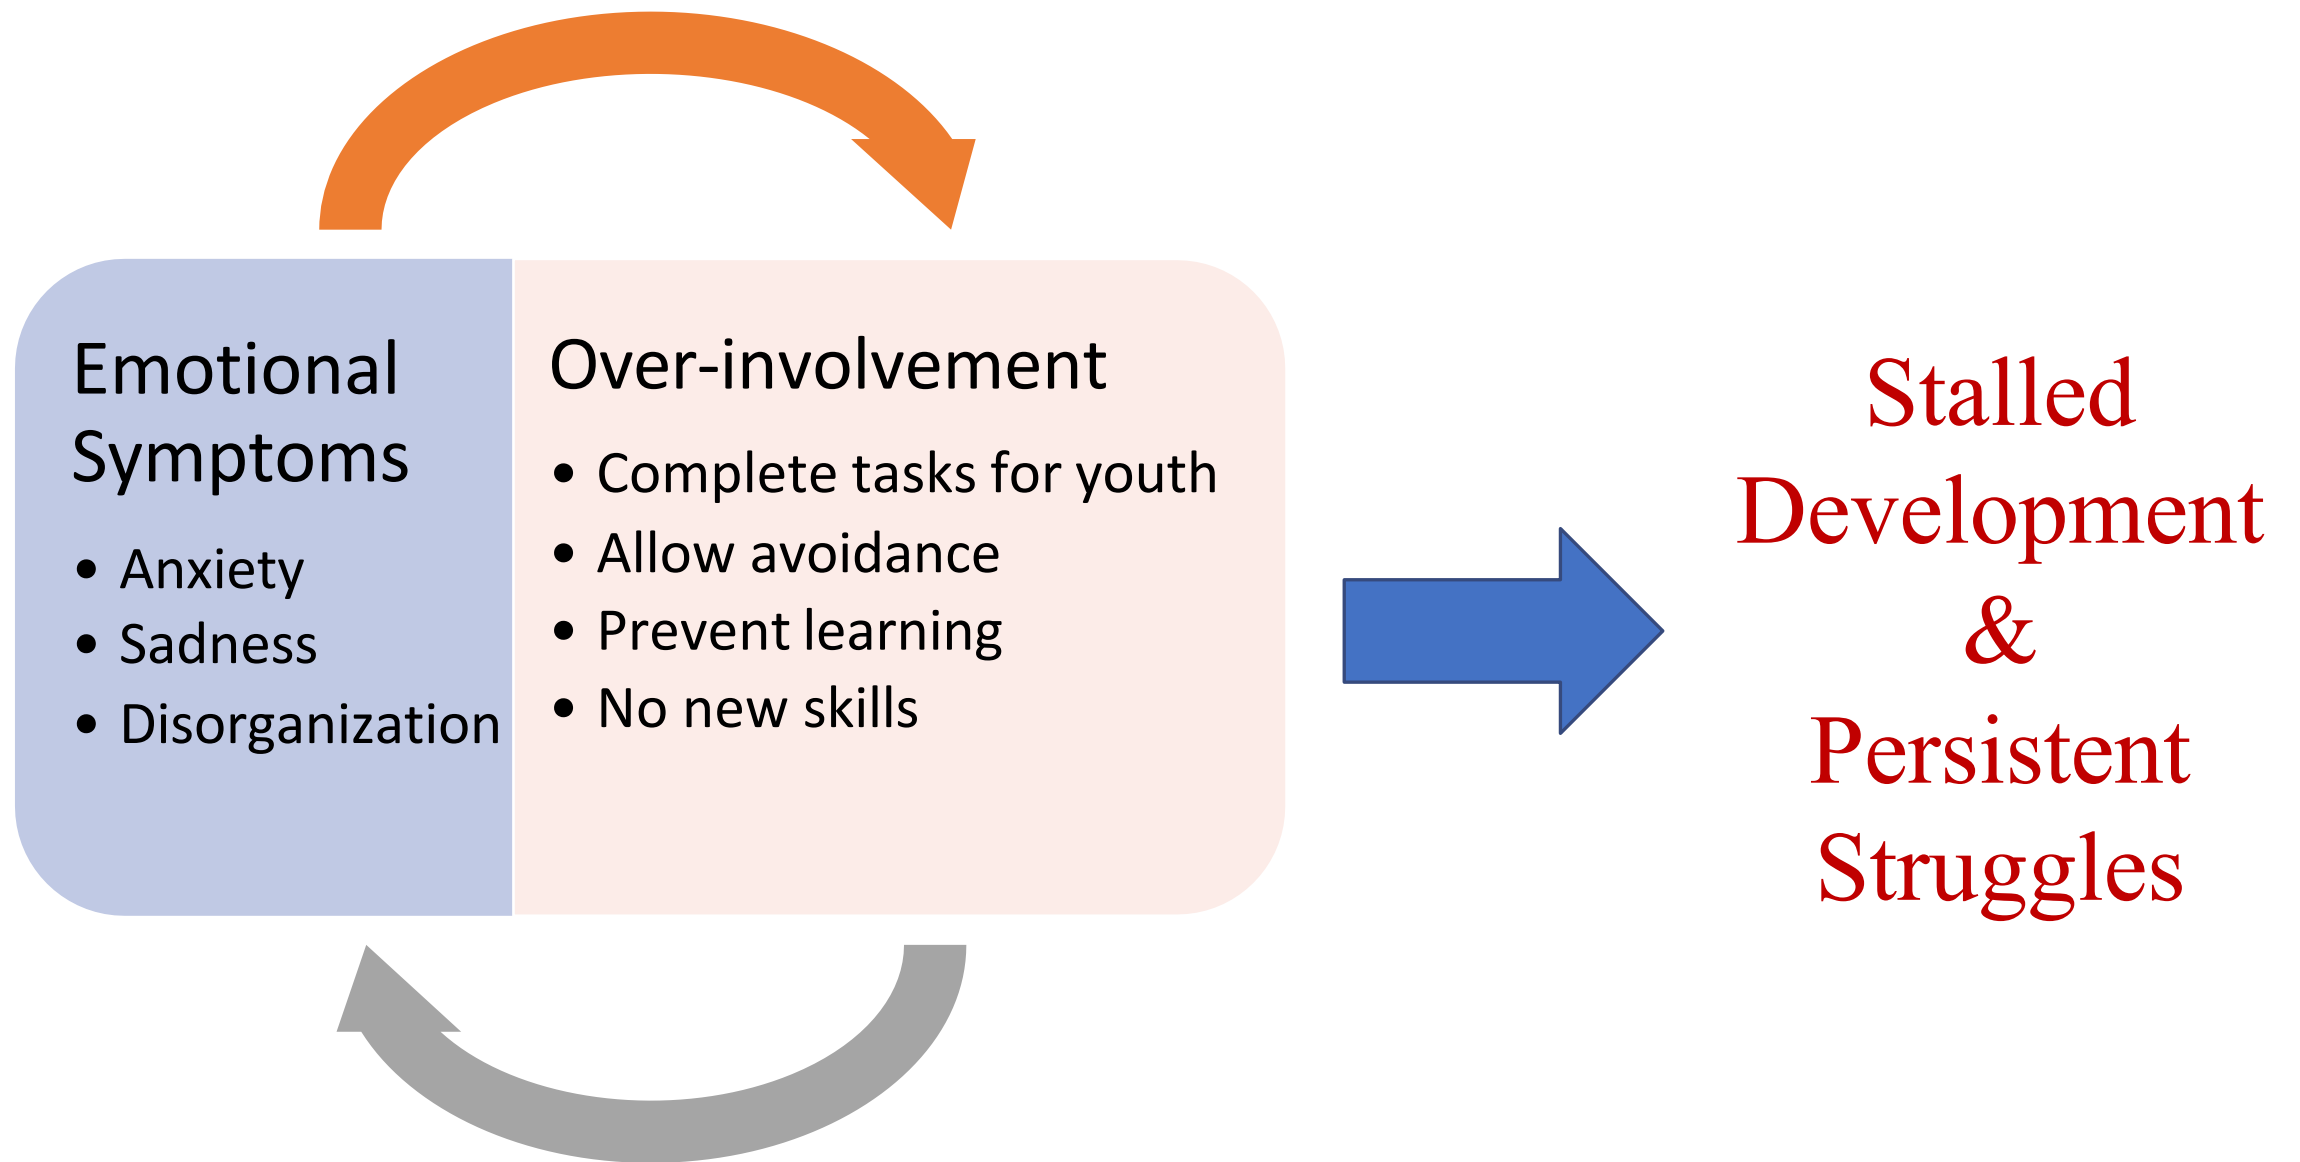 Emotional
Symptoms
• Anxiety
• Sadness
• Disorganization
Over-involvement
• Complete tasks for youth
• Allow avoidance
• Prevent learning
• No new skills
Stalled
Development
&
Persistent
Struggles